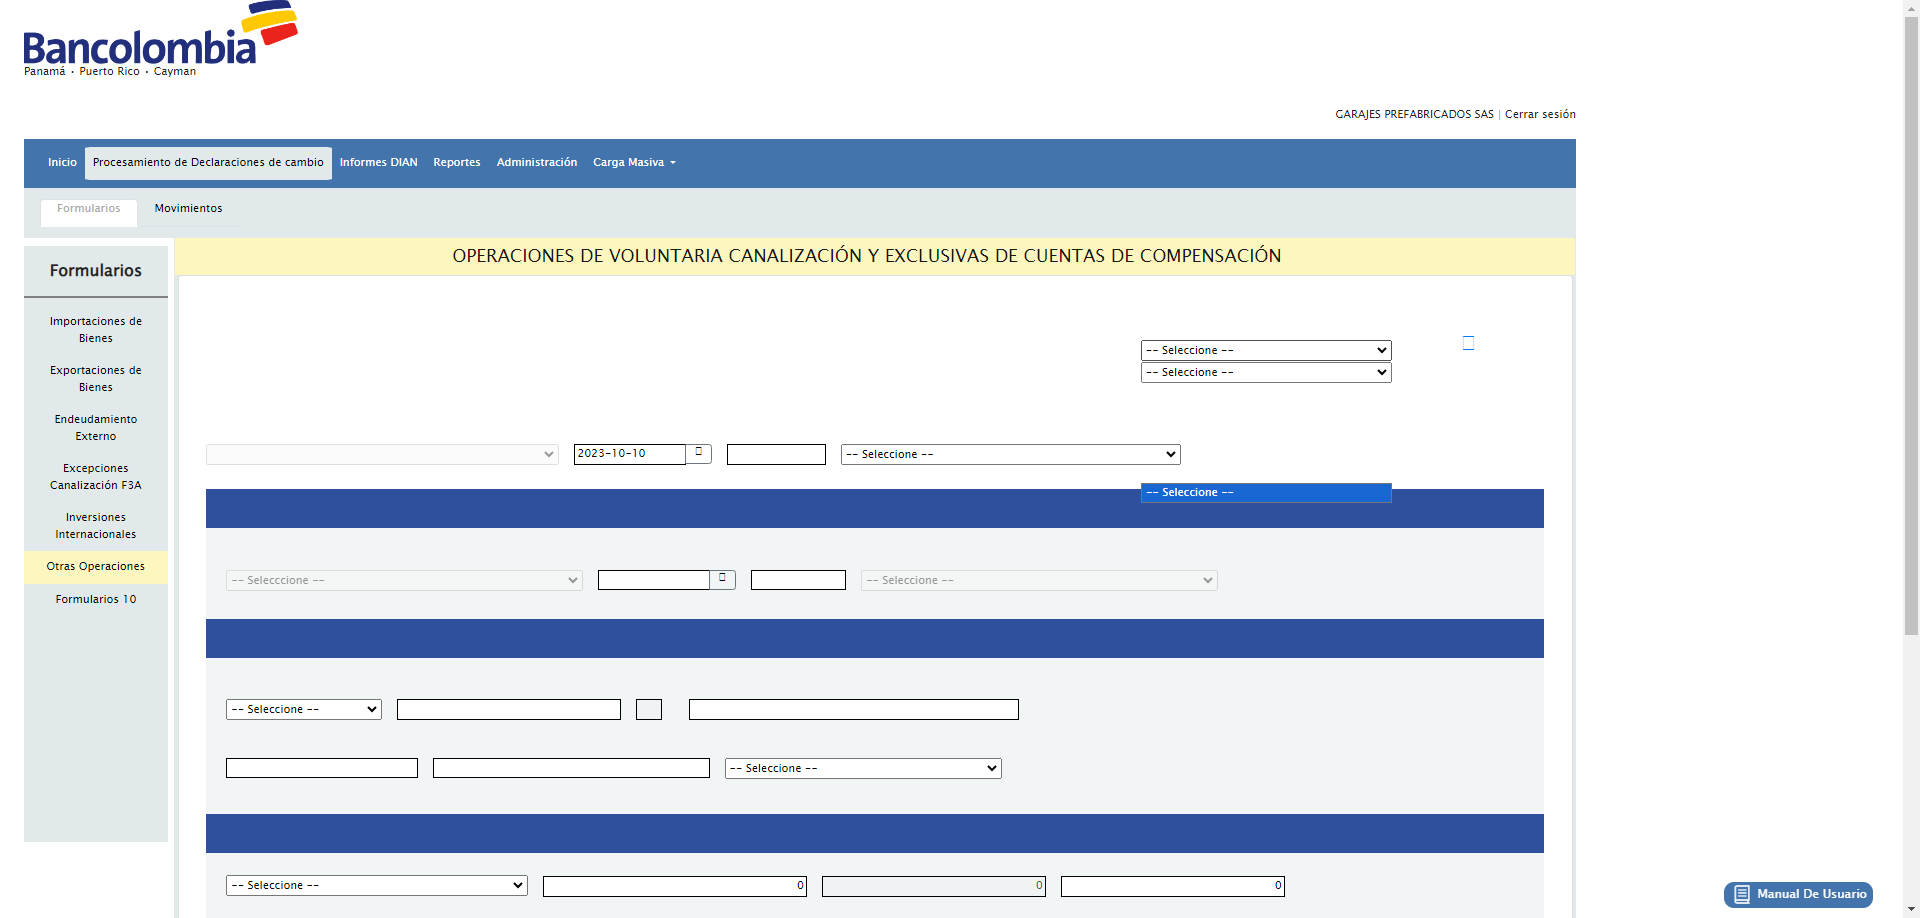 Bancolombia
Panamá • Puerto Rico • Cayman
GARAJES PREFABRICADOS SAS | Cerrar sesión
Inicio Procesamiento de Declaraciones de cambio Informes DIAN Reportes Administración Carga Masiva
Formularios Movimientos
OPERACIONES DE VOLUNTARIA CANALIZACIÓN Y EXCLUSIVAS DE CUENTAS DE COMPENSACIÓN
Formularios
Importaciones de
Bienes
Exportaciones de
Bienes
Endeudamiento
Externo
Excepciones
Canalización F3A
Inversiones
Internacionales
Otras Operaciones
Formularios 10
-- Seleccione --
-- Seleccione --
2023-10-10 -- Seleccione --
-- Seleccione --
-- Selecccione -- -- Seleccione --
-- Seleccione --
-- Seleccione --
-- Seleccione -- 0 0 0
Manual De Usuario